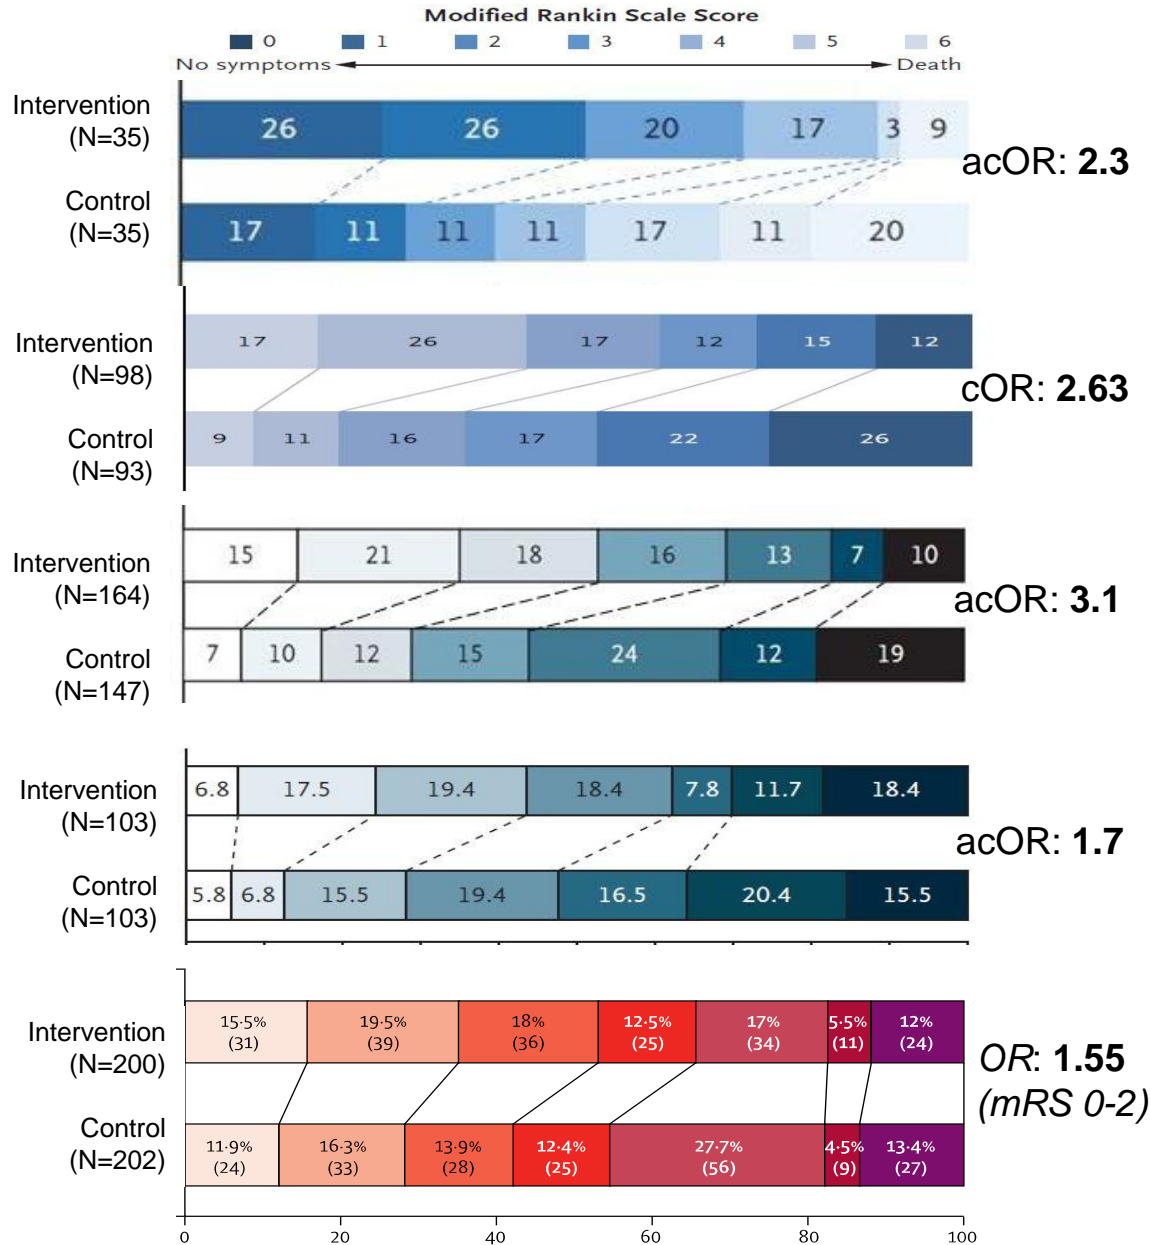 Modified Rankin Scale Score
0 1 2 3 4 5 6
No symptoms Death
Intervention
(N=35)
26 26 20 17 3 9
acOR: 2.3
Control
(N=35)
17 11 11 11 17 11 20
Intervention
(N=98)
17 26 17 12 15 12
cOR: 2.63
Control
(N=93)
9 11 16 17 22 26
Intervention
(N=164)
15 21 18 16 13 7 10
acOR: 3.1
Control
(N=147)
7 10 12 15 24 12 19
Intervention
(N=103)
6.8 17.5 19.4 18.4 7.8 11.7 18.4
acOR: 1.7
Control
(N=103)
5.8 6.8 15.5 19.4 16.5 20.4 15.5
Intervention
(N=200)
15·5% 19·5% 18% 12·5% 17% 5·5% 12%
(31) (39) (36) (25) (34) (11) (24)
OR: 1.55
(mRS 0-2)
Control
(N=202)
11·9% 16·3% 13·9% 12·4% 27·7% 4·5% 13·4%
(24) (33) (28) (25) (56) (9) (27)
0 20 40 60 80 100